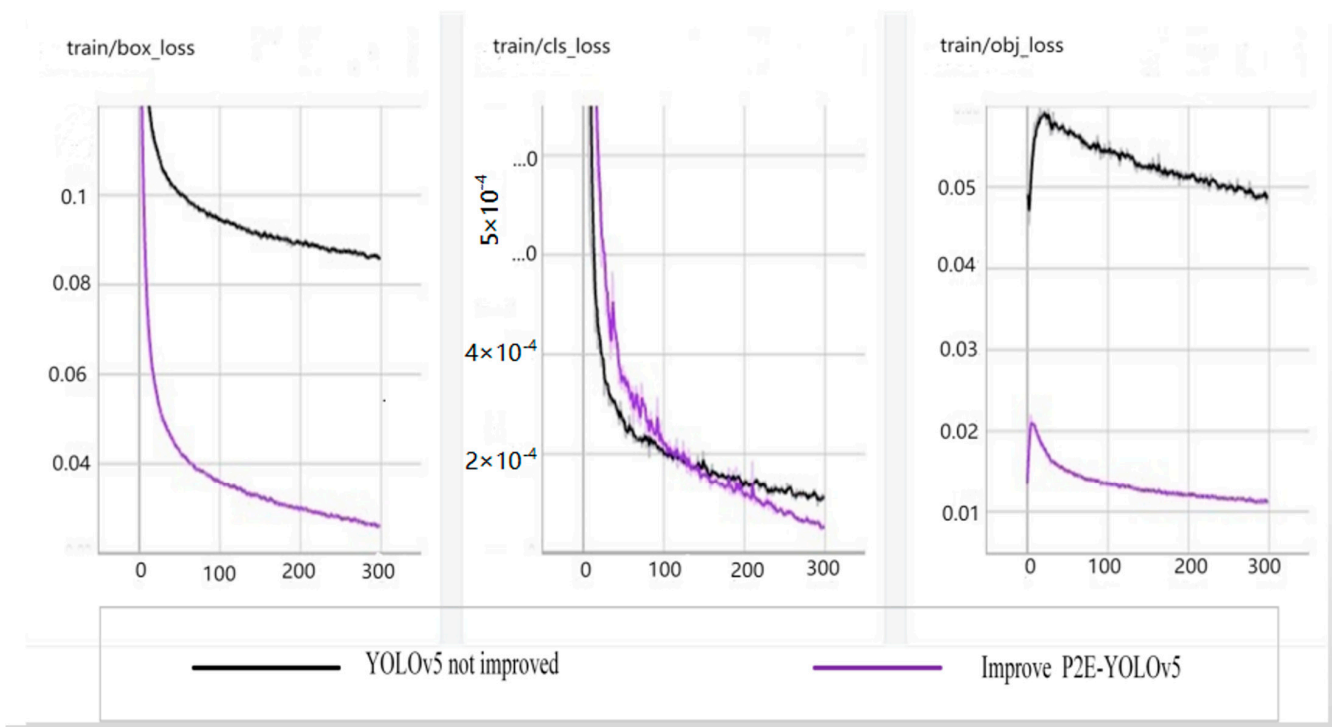 train/box_loss
0.1
0.08
0.06
0.04
0 100 200 300
train/cls_loss
...0
5×10-4
...0
4×10-4
2×10-4
0 100 200 300
train/obj_loss
0.05
0.04
0.03
0.02
0.01
0 100 200 300
YOLOv5 not improved
Improve P2E-YOLOv5